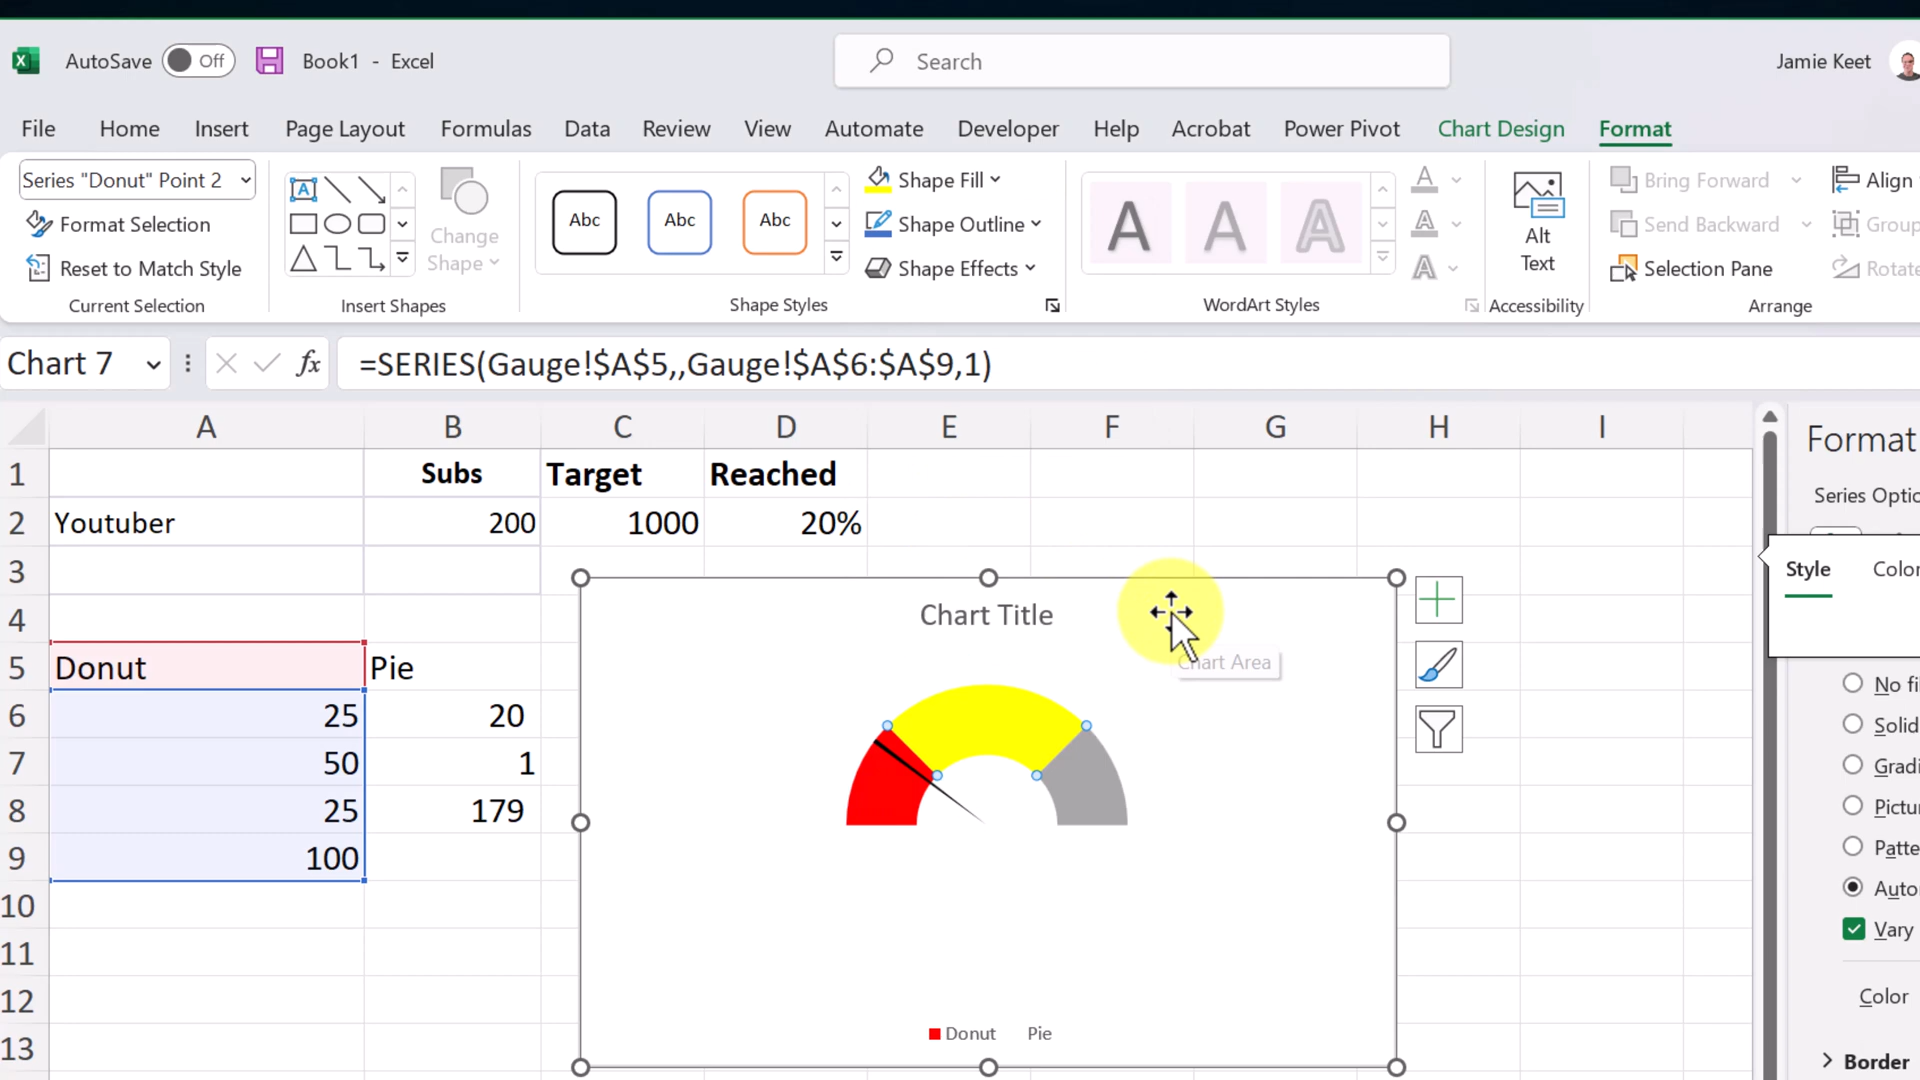 AutoSave Off Book1 - Excel Search Jamie Keet
File Home Insert Page Layout Formulas Data Review View Automate Developer Help Acrobat Power Pivot Chart Design Format
Series "Donut" Point 2
Format Selection
Reset to Match Style
Current Selection
Change
Shape
Insert Shapes
Abc Abc Abc
Shape Fill
Shape Outline
Shape Effects
Shape Styles
A A A
WordArt Styles
Alt
Text
Accessibility
Bring Forward
Send Backward
Selection Pane
Align
Group
Rotate
Arrange
Chart 7 fx =SERIES(Gauge!$A$5,,Gauge!$A$6:$A$9,1)
A B C D E F G H I
1 Subs Target Reached
2 Youtuber 200 1000 20%
3
4
5 Donut Pie
6 25 20
7 50 1
8 25 179
9 100
10
11
12
13
Chart Title
Chart Area
Donut Pie
Format
Series Optio
Style Color
No fi
Solid
Gradi
Pictu
Patte
Auto
Vary
Color
Border